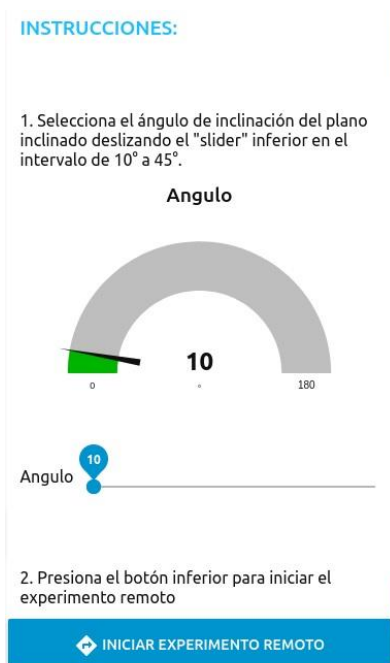 INSTRUCCIONES:
1. Selecciona el ángulo de inclinación del plano
inclinado deslizando el "slider" inferior en el
intervalo de 10° a 45°.
Angulo
10
0 ° 180
10
Angulo
2. Presiona el botón inferior para iniciar el
experimento remoto
INICIAR EXPERIMENTO REMOTO